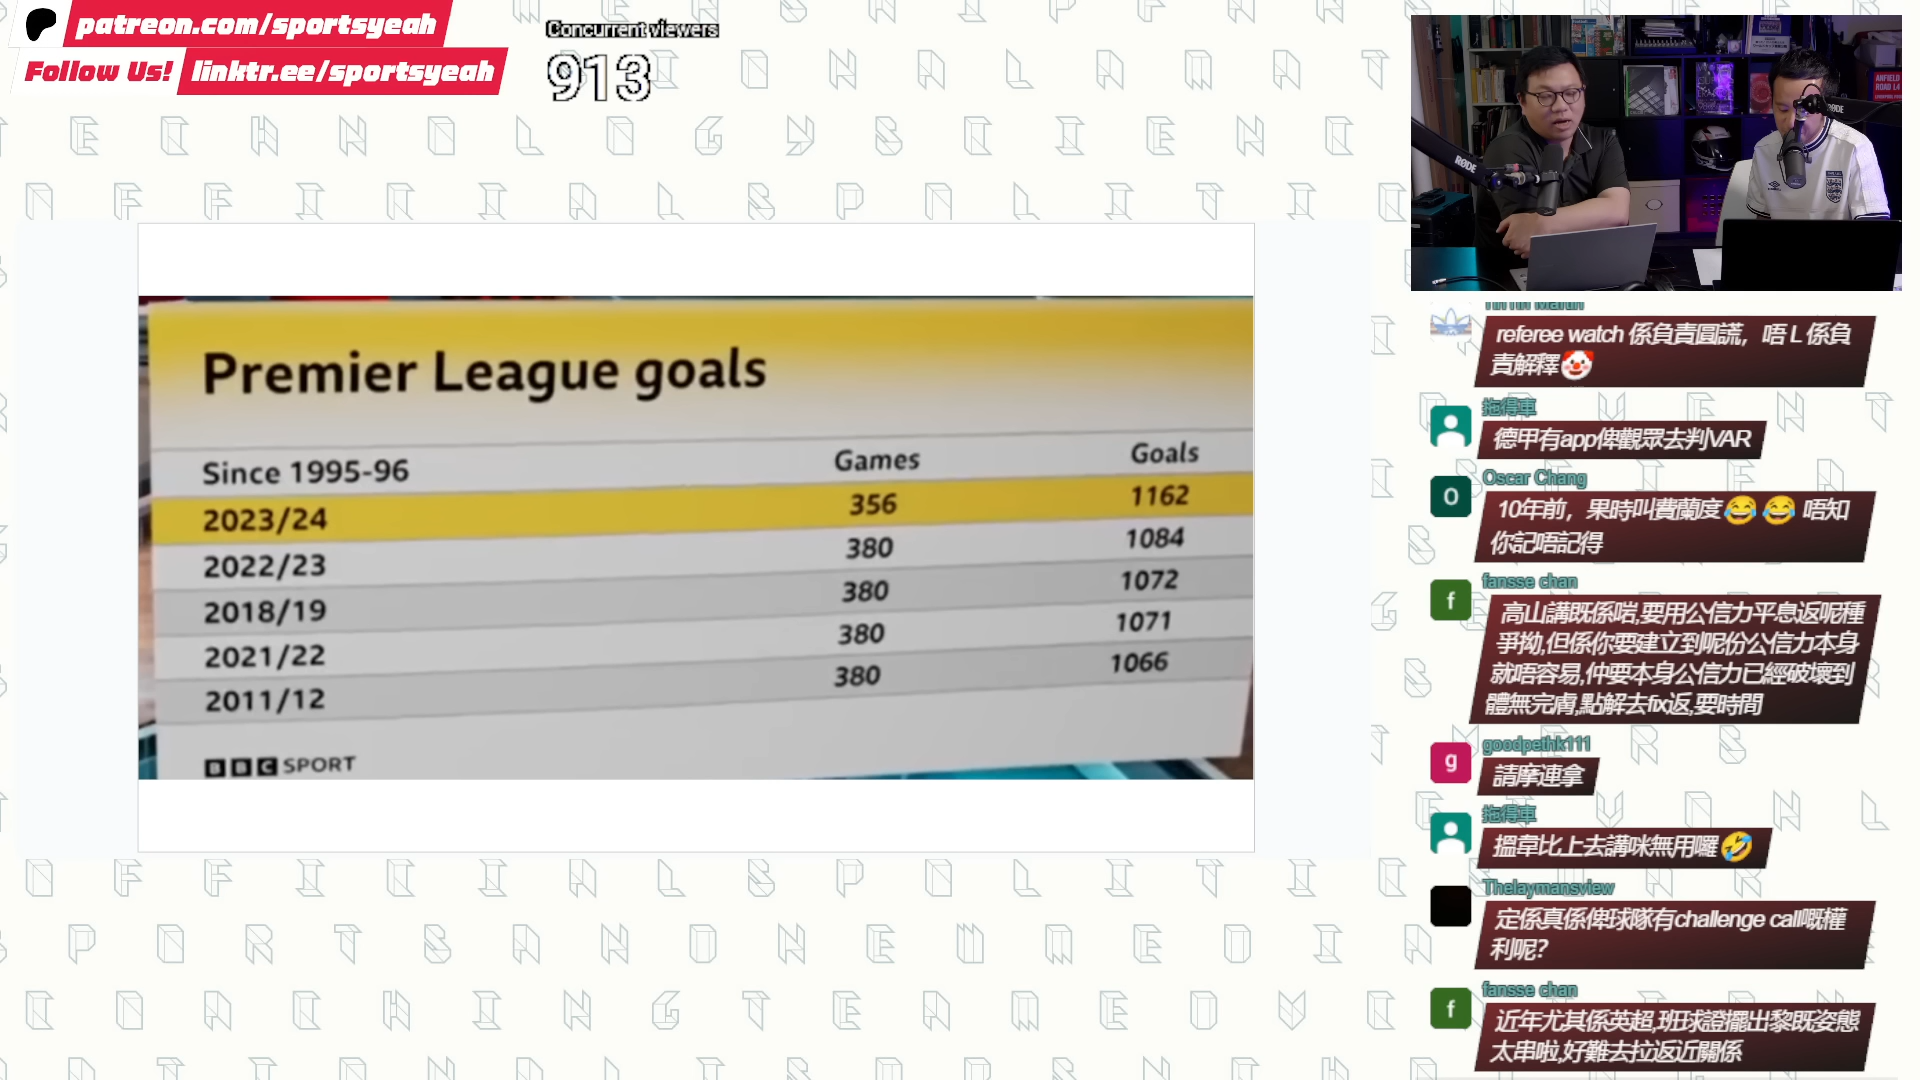 patreon.com/sportsyeah
Follow Us! linktr.ee/sportsyeah
Concurrent viewers
913
Premier League goals
Since 1995-96 Games Goals
2023/24 356 1162
2022/23 380 1084
2018/19 380 1072
2021/22 380 1071
2011/12 380 1066
BBC SPORT
RØDE
RØDE
ANFIELD
ROAD L4
referee watch 係負責圓謊，唔 L 係負
責解釋🤡
拖得車
德甲有app俾觀眾去判VAR
O
Oscar Chang
10年前，果時叫費蘭度😂😂 唔知
你記唔記得
f
fansse chan
高山講既係啱,要用公信力平息返呢種
爭拗,但係你要建立到呢份公信力本身
就唔容易,仲要本身公信力已經破壞到
體無完膚,點解去fix返,要時間
g
goodpethk111
請摩連拿
拖得車
搵韋比上去講咪無用囉🤣
Thelaymansview
定係真係俾球隊有challenge call嘅權
利呢？
f
fansse chan
近年尤其係英超,班球證擺出黎既姿態
太串啦,好難去拉返近關係